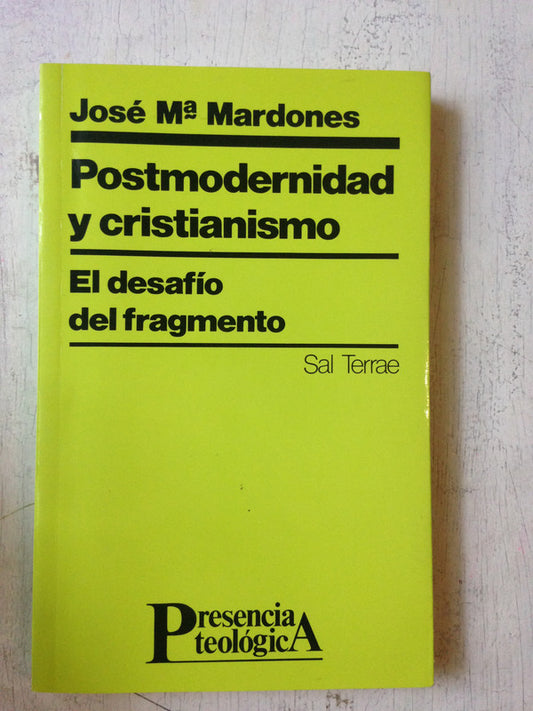 José Mª Mardones
Postmodernidad
y cristianismo
El desafío
del fragmento
Sal Terrae
Presencia
teológicA